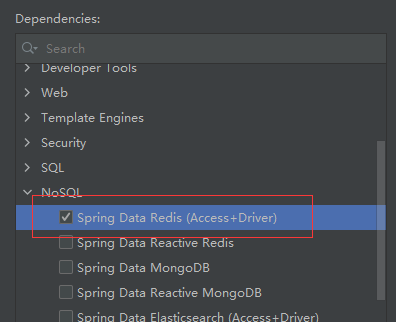 Dependencies:
Search
Developer Tools
Web
Template Engines
Security
SQL
NoSQL
Spring Data Redis (Access+Driver)
Spring Data Reactive Redis
Spring Data MongoDB
Spring Data Reactive MongoDB
Spring Data Elasticsearch (Access+Driver)